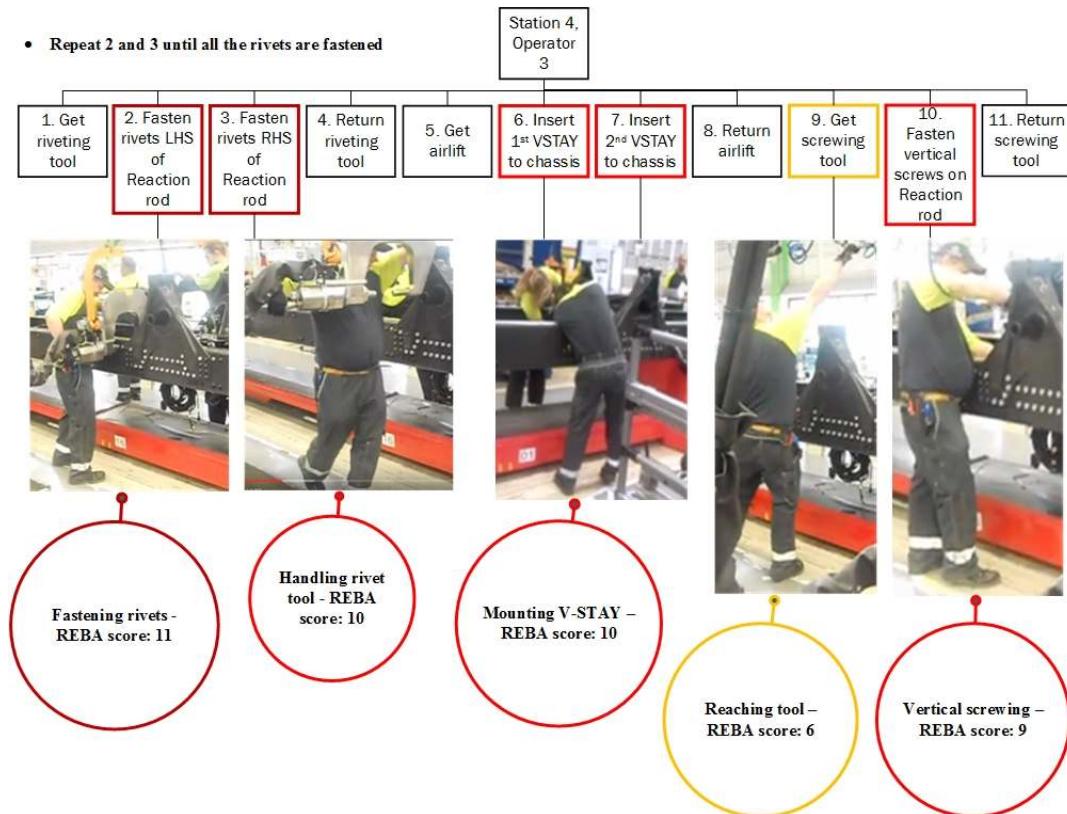 Station 4,
Operator
3
• Repeat 2 and 3 until all the rivets are fastened
1. Get
riveting
tool
2. Fasten
rivets LHS
of
Reaction
rod
3. Fasten
rivets RHS
of
Reaction
rod
4. Return
riveting
tool
5. Get
airlift
6. Insert
1st VSTAY
to chassis
7. Insert
2nd VSTAY
to chassis
8. Return
airlift
9. Get
screwing
tool
10.
Fasten
vertical
screws on
Reaction
rod
11. Return
screwing
tool
01
Fastening rivets -
REBA score: 11
Handling rivet
tool - REBA
score: 10
Mounting V-STAY –
REBA score: 10
Reaching tool –
REBA score: 6
Vertical screwing –
REBA score: 9